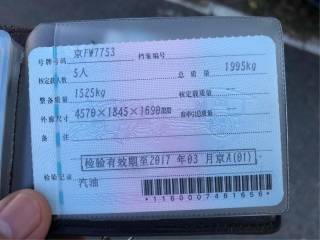 号牌号码 京FW7753 档案编号
核定载人数 5人 总质量 1995kg
整备质量 1525kg 核定载质量
外廓尺寸 4570×1845×1690mm 准牵引总质量
备注
检验有效期至2017 年03 月京A(01)
检验记录 汽油
*1160007481656*